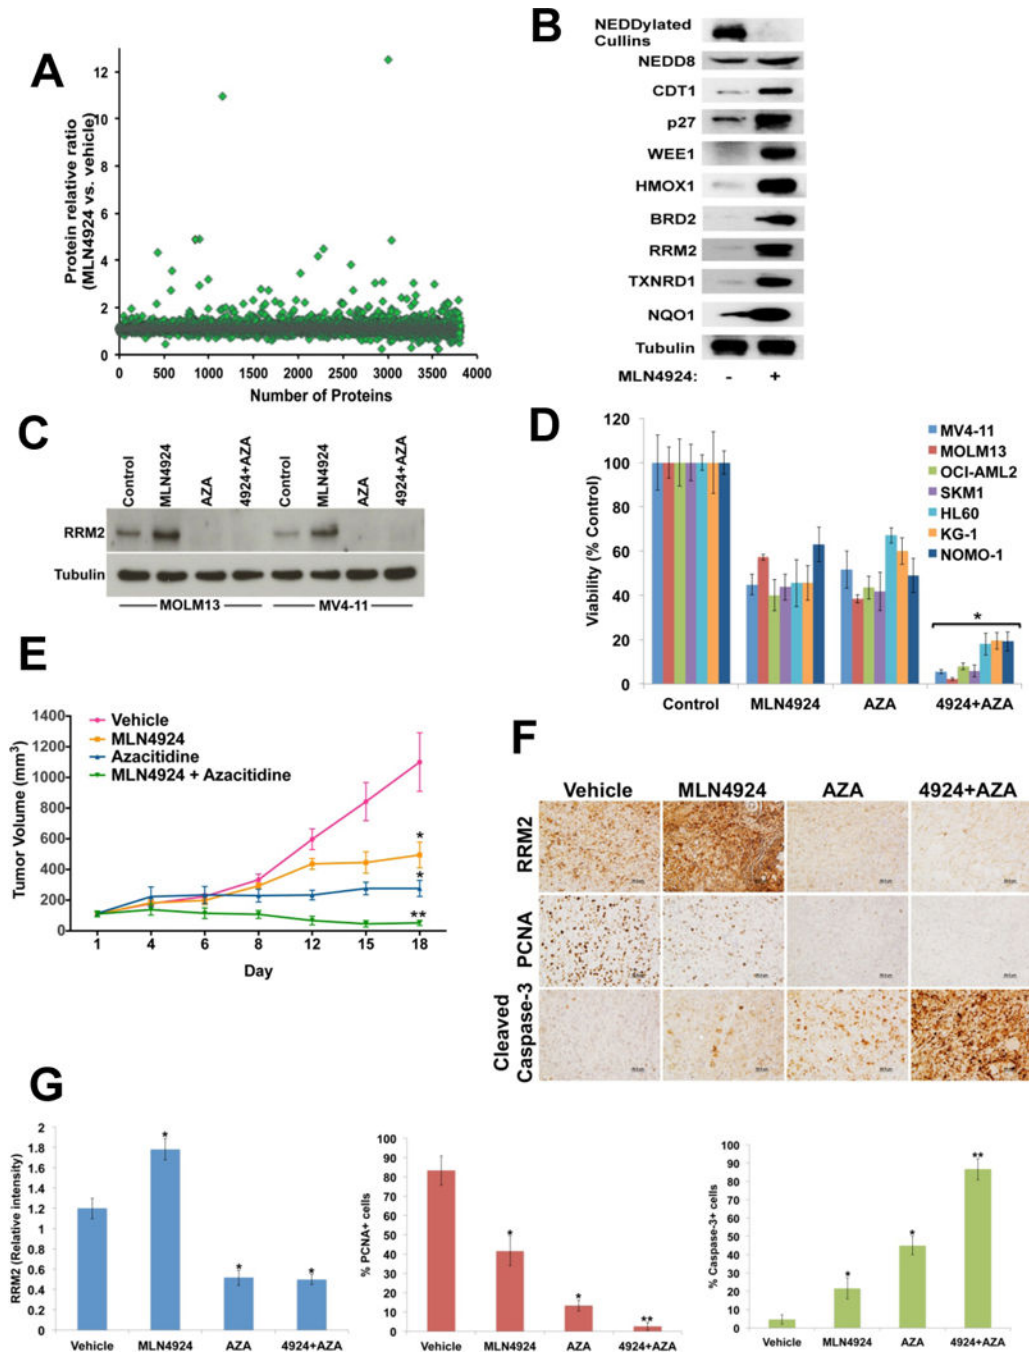 A
Protein relative ratio
(MLN4924 vs. vehicle)
12
10
8
6
4
2
0
0 500 1000 1500 2000 2500 3000 3500 4000
Number of Proteins
B
NEDDylated
Cullins
NEDD8
CDT1
p27
WEE1
HMOX1
BRD2
RRM2
TXNRD1
NQO1
Tubulin
MLN4924: - +
C
Control MLN4924 AZA 4924+AZA Control MLN4924 AZA 4924+AZA
RRM2
Tubulin
MOLM13 MV4-11
D
Viability (% Control)
120
100
80
60
40
20
0
MV4-11
MOLM13
OCI-AML2
SKM1
HL60
KG-1
NOMO-1
*
Control MLN4924 AZA 4924+AZA
E
Tumor Volume (mm³)
1400
1200
1000
800
600
400
200
0
Vehicle
MLN4924
Azacitidine
MLN4924 + Azacitidine
*
*
**
1 4 6 8 12 15 18
Day
F
Vehicle MLN4924 AZA 4924+AZA
RRM2
PCNA
Cleaved
Caspase-3
G
RRM2 (Relative intensity)
2
1.8
1.6
1.4
1.2
1
0.8
0.6
0.4
0.2
0
* * *
Vehicle MLN4924 AZA 4924+AZA
% PCNA+ cells
100
90
80
70
60
50
40
30
20
10
0
* * **
Vehicle MLN4924 AZA 4924+AZA
% Caspase-3+ cells
100
90
80
70
60
50
40
30
20
10
0
* * **
Vehicle MLN4924 AZA 4924+AZA